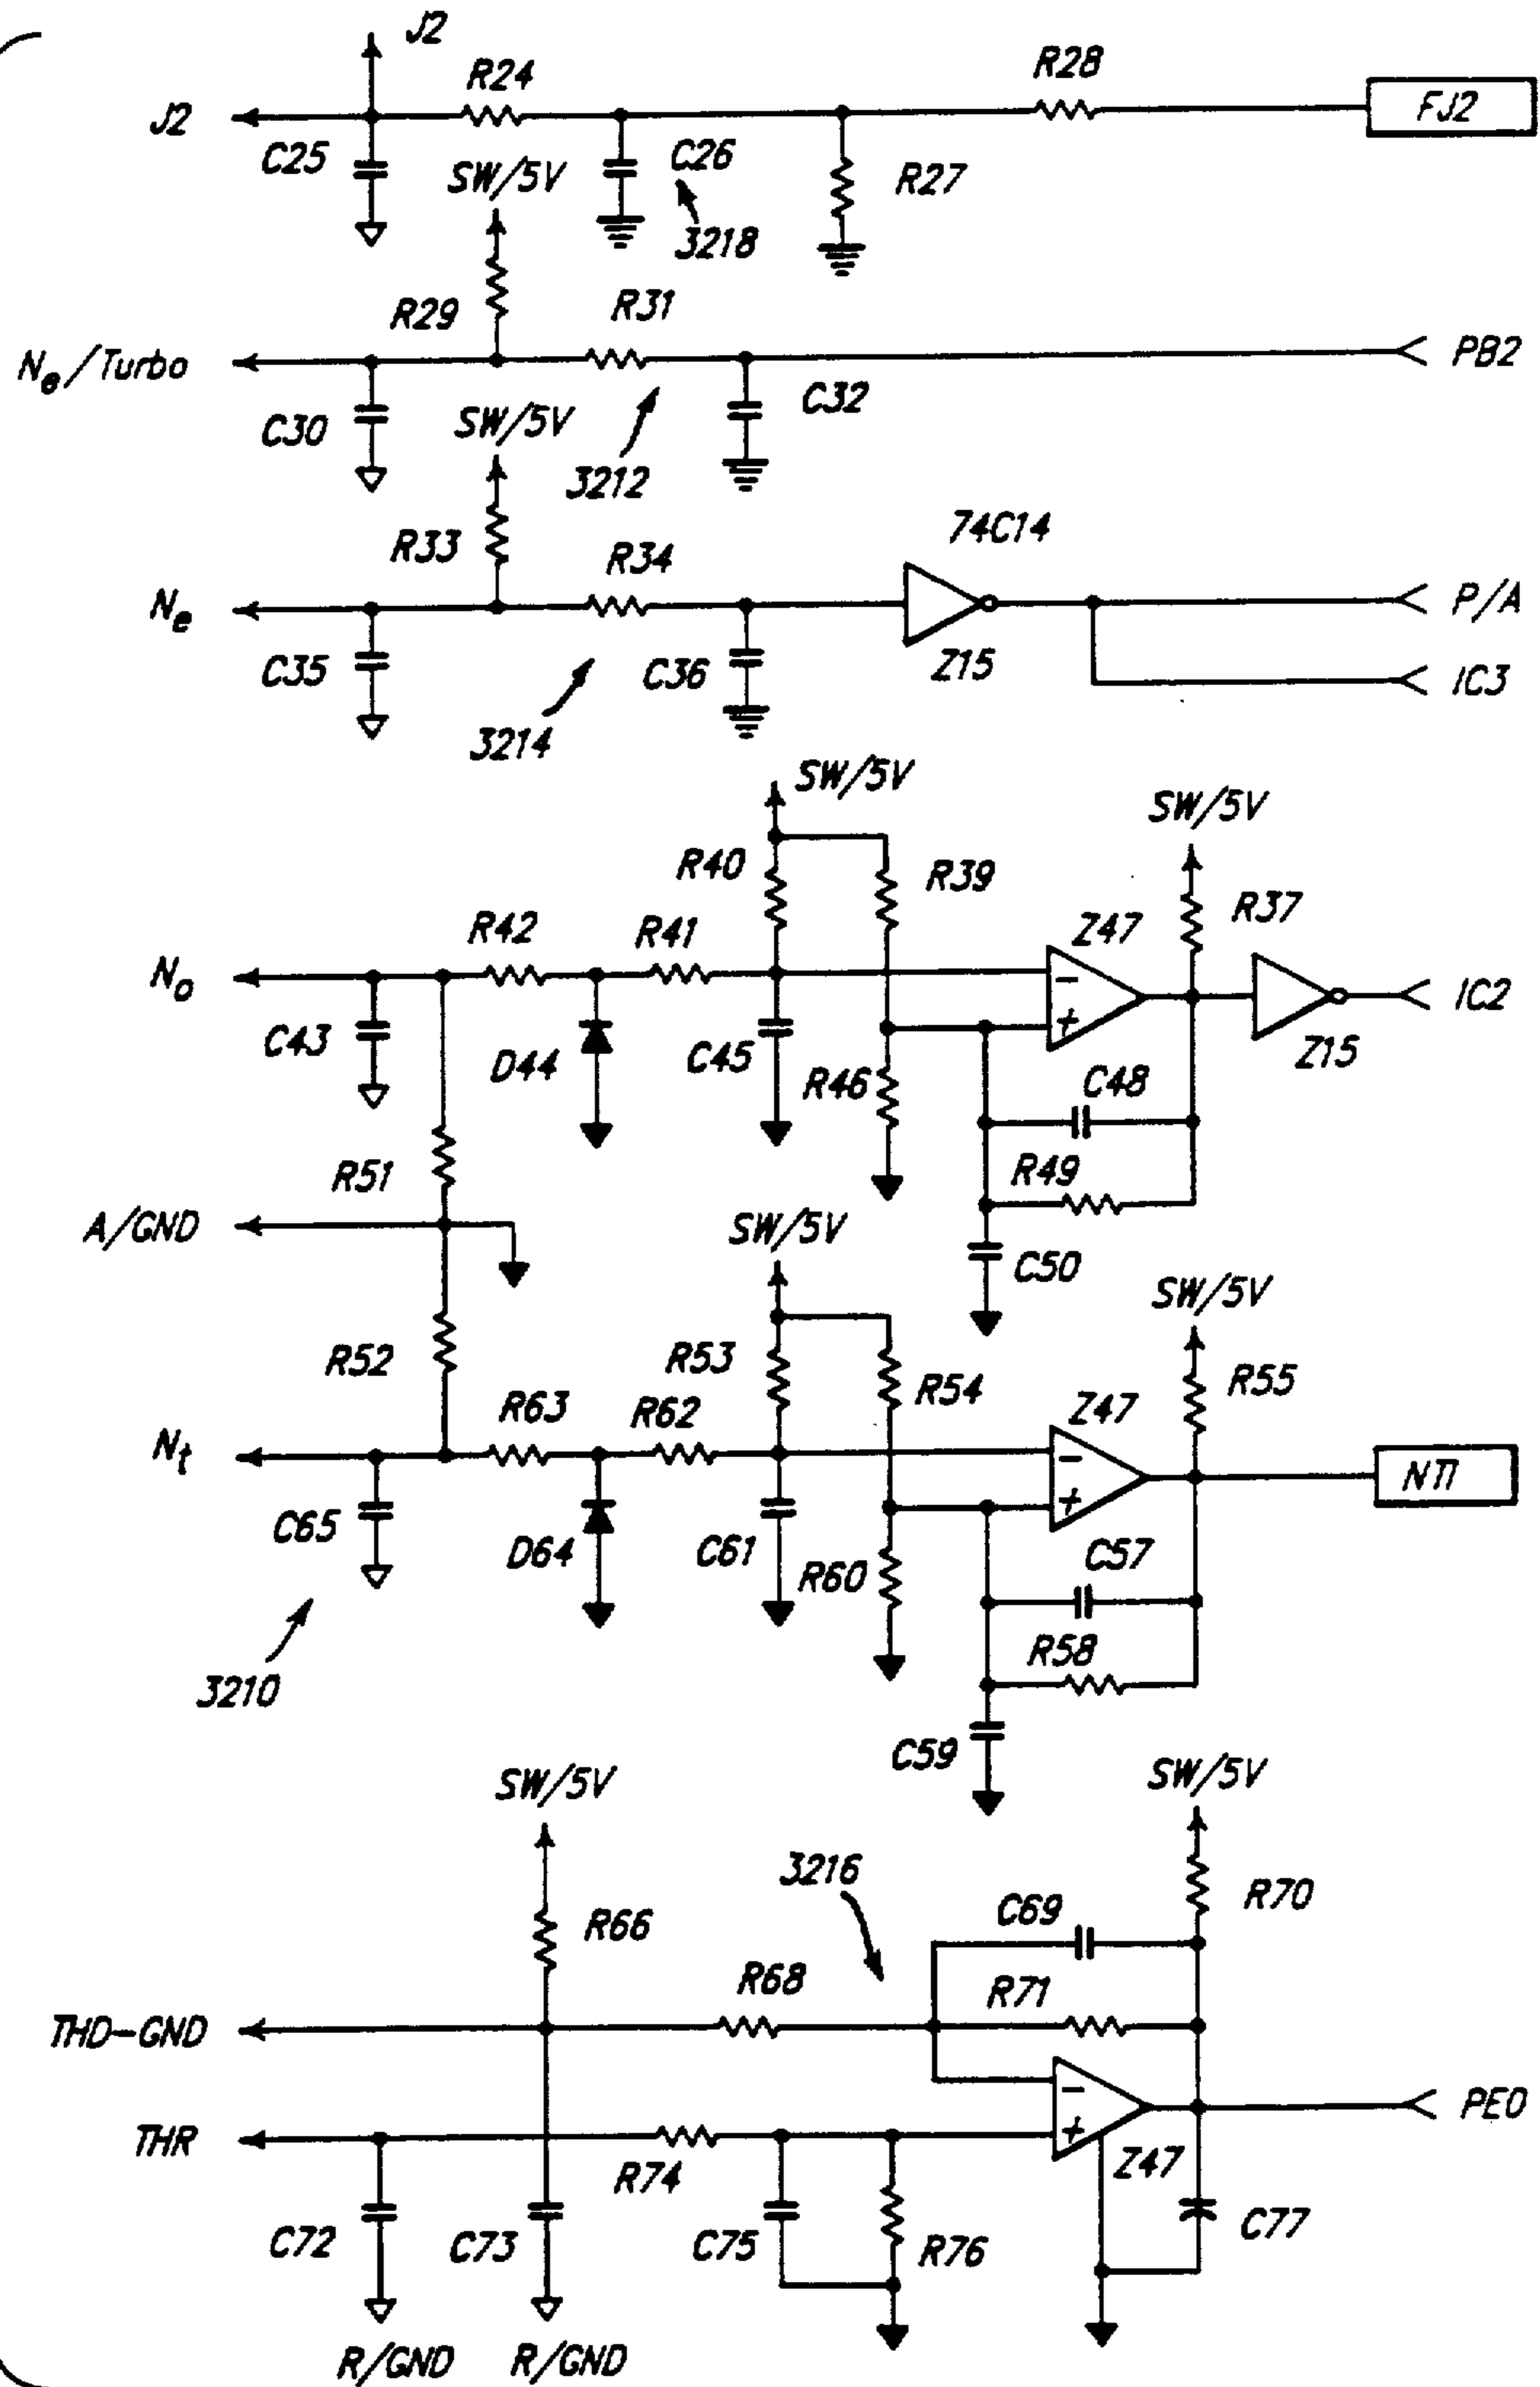 J2
R24
R28
J2
FJ2
C25
C26
SW/5V
R27
3218
R29
R31
Ne/Turbo
PB2
C30
C32
SW/5V
3212
R33
R34
74C14
Ne
P/A
C35
C36
Z15
IC3
3214
SW/5V
SW/5V
R40
R39
R42
R41
Z47
R37
No
-
IC2
C43
D44
C45
+
Z15
R46
C48
R51
R49
A/GND
SW/5V
C50
SW/5V
R52
R53
R54
R55
R63
R62
Z47
Nt
-
NTI
C65
D64
C61
+
R60
C57
R58
3210
C59
SW/5V
SW/5V
3216
R66
C69
R70
R68
R71
THD-GND
-
PE0
THR
+
R74
Z47
C72
C73
C75
R76
C77
R/GND
R/GND